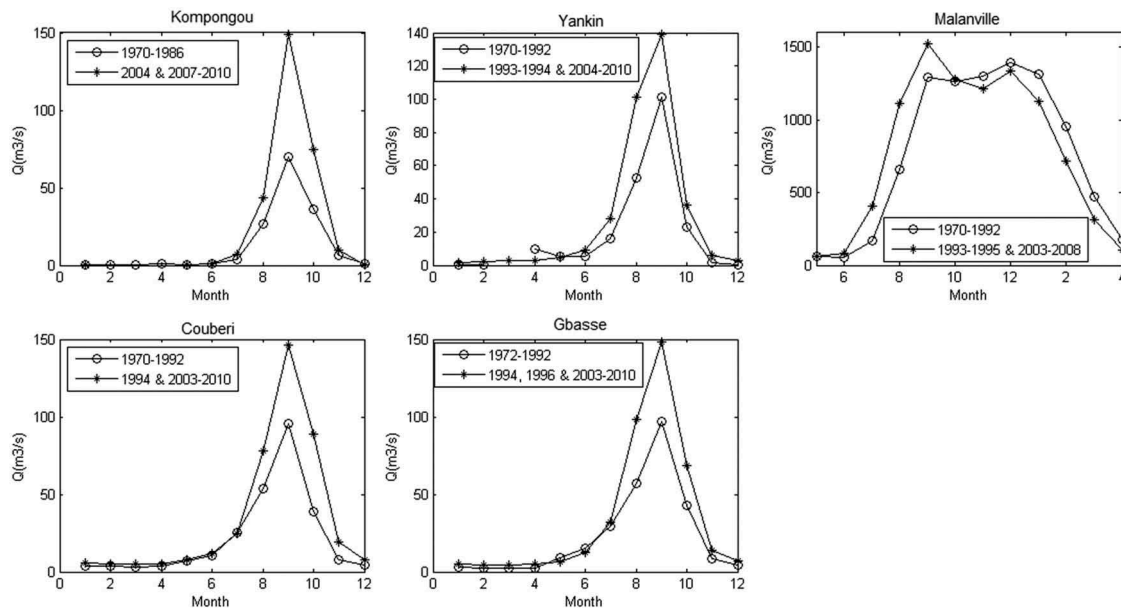 Kompongou
150
100
50
0
Q(m3/s)
1970-1986
2004 & 2007-2010
0 2 4 6 8 10 12
Month
Yankin
140
120
100
80
60
40
20
0
Q(m3/s)
1970-1992
1993-1994 & 2004-2010
0 2 4 6 8 10 12
Month
Malanville
1500
1000
500
0
Q(m3/s)
1970-1992
1993-1995 & 2003-2008
6 8 10 12 2 4
Month
Couberi
150
100
50
0
Q(m3/s)
1970-1992
1994 & 2003-2010
0 2 4 6 8 10 12
Month
Gbasse
150
100
50
0
Q(m3/s)
1972-1992
1994, 1996 & 2003-2010
0 2 4 6 8 10 12
Month